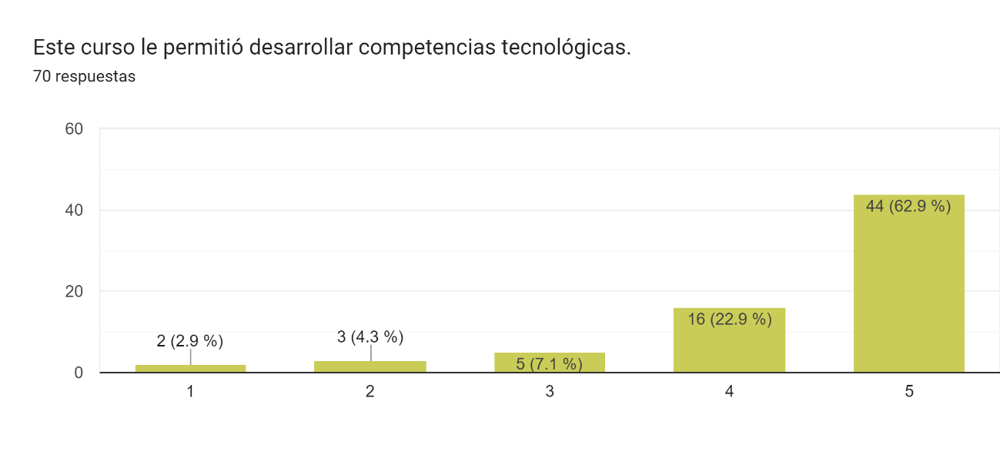 Este curso le permitió desarrollar competencias tecnológicas.
70 respuestas
60
40
20
0
2 (2.9 %)
3 (4.3 %)
5 (7.1 %)
16 (22.9 %)
44 (62.9 %)
1
2
3
4
5